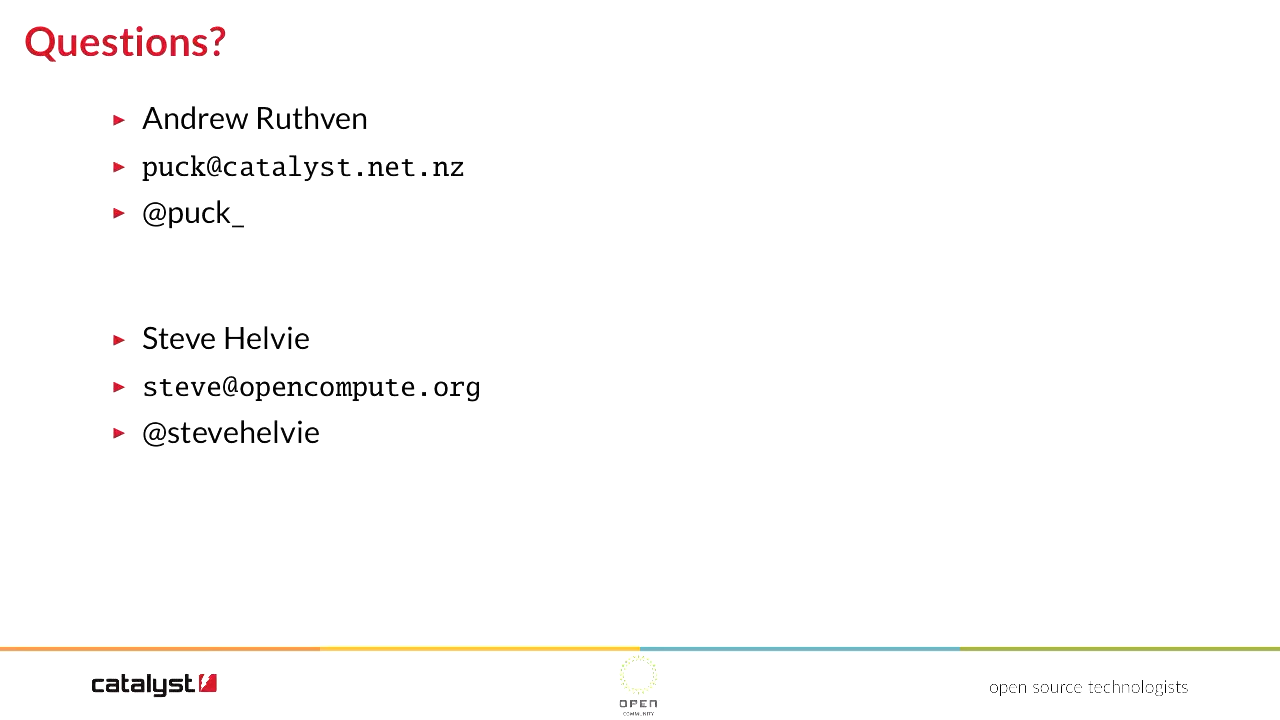 Questions?
Andrew Ruthven
puck@catalyst.net.nz
@puck_
Steve Helvie
steve@opencompute.org
@stevehelvie
catalyst
OPEN
COMMUNITY
open source technologists